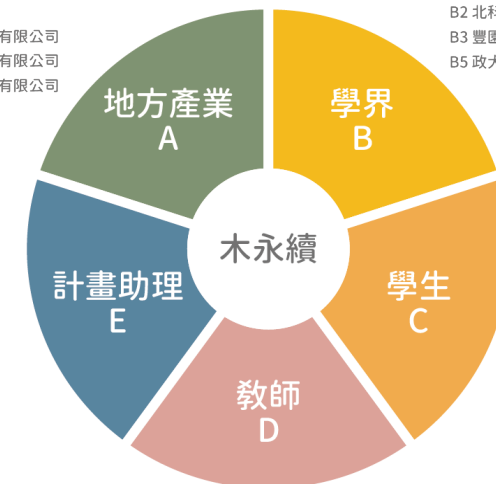 有限公司
有限公司
有限公司
B2 北科
B3 豐園
B5 政大
地方產業
A
學界
B
木永續
計畫助理
E
學生
C
教師
D